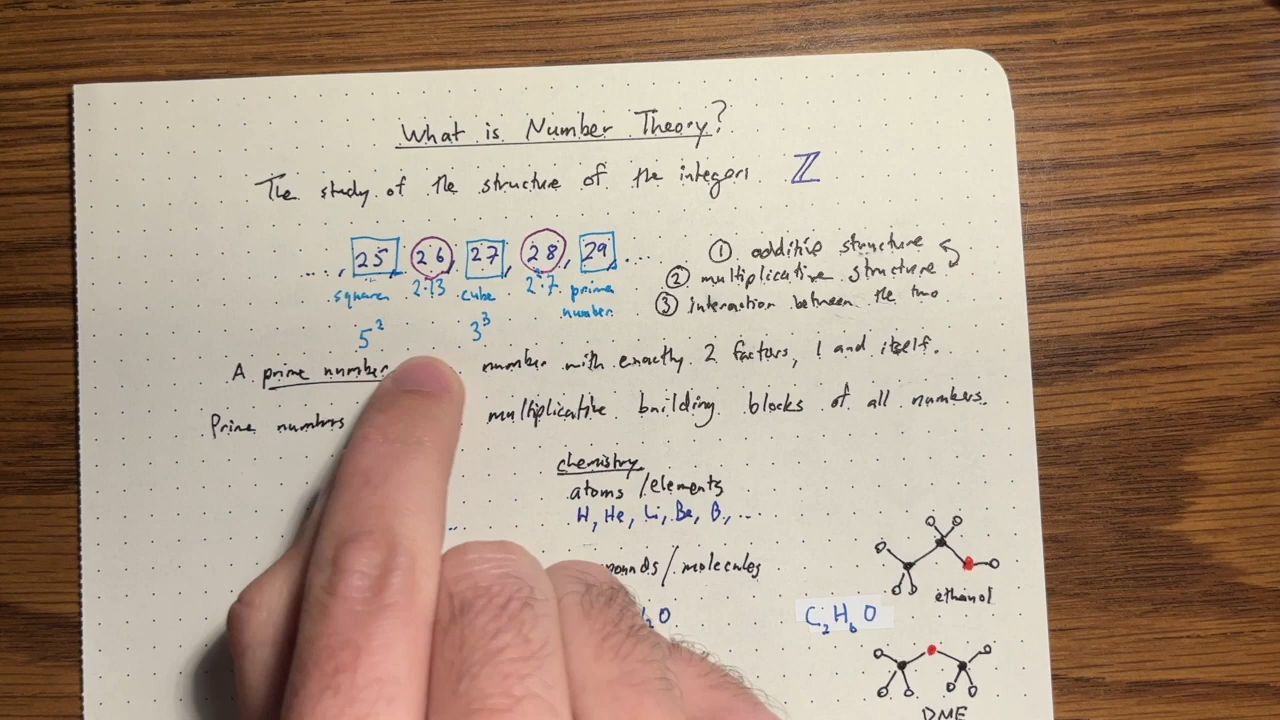 What is Number Theory?
The study of the structure of the integers ℤ
..., 25, 26, 27, 28, 29 ...
square 2·13 cube 2²·7 prime
number
5² 3³
① additive structure
② multiplicative structure
③ interaction between the two
A prime number number with exactly 2 factors, 1 and itself.
Prime numbers multiplicative building blocks of all numbers.
chemistry
atoms / elements
H, He, Li, Be, B, ...
...
/ molecules
O
C₂H₆O
ethanol
DME